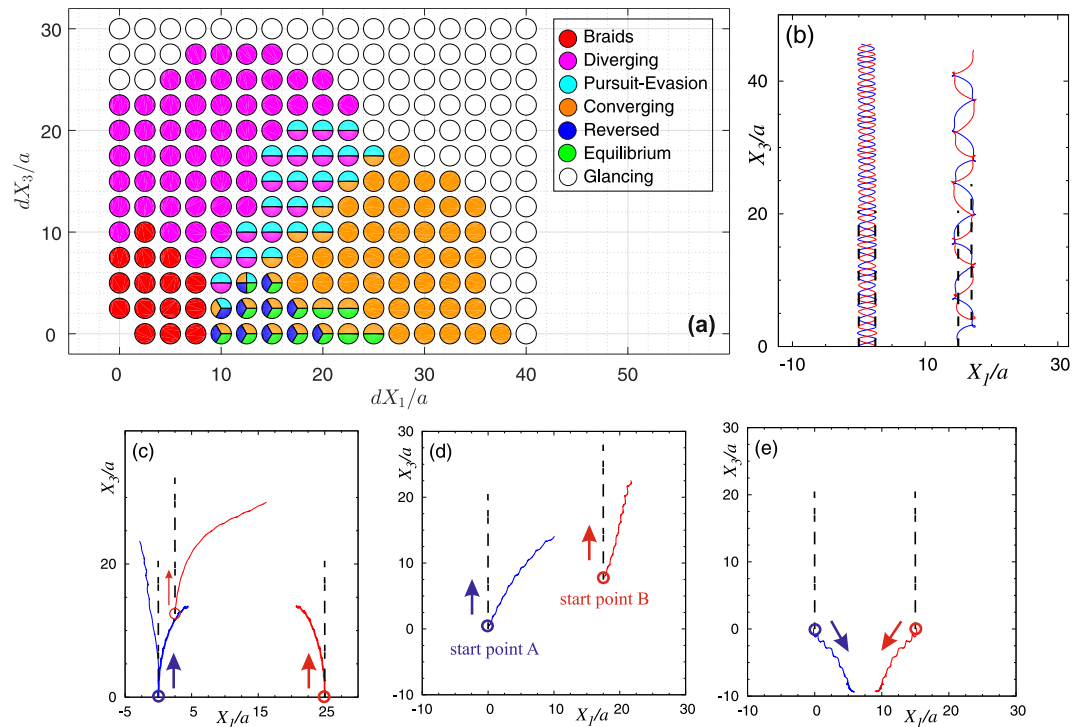 (a)
30
20
10
0
dX3/a
0
10
20
30
40
50
dX1/a
Braids
Diverging
Pursuit-Evasion
Converging
Reversed
Equilibrium
Glancing
(b)
40
20
0
X3/a
-10
10
30
X1/a
(c)
30
15
0
X3/a
-5
5
15
25
X1/a
(d)
30
20
10
0
-10
X3/a
-10
0
10
20
30
X1/a
start point A
start point B
(e)
30
20
10
0
-10
X3/a
-10
0
10
20
30
X1/a